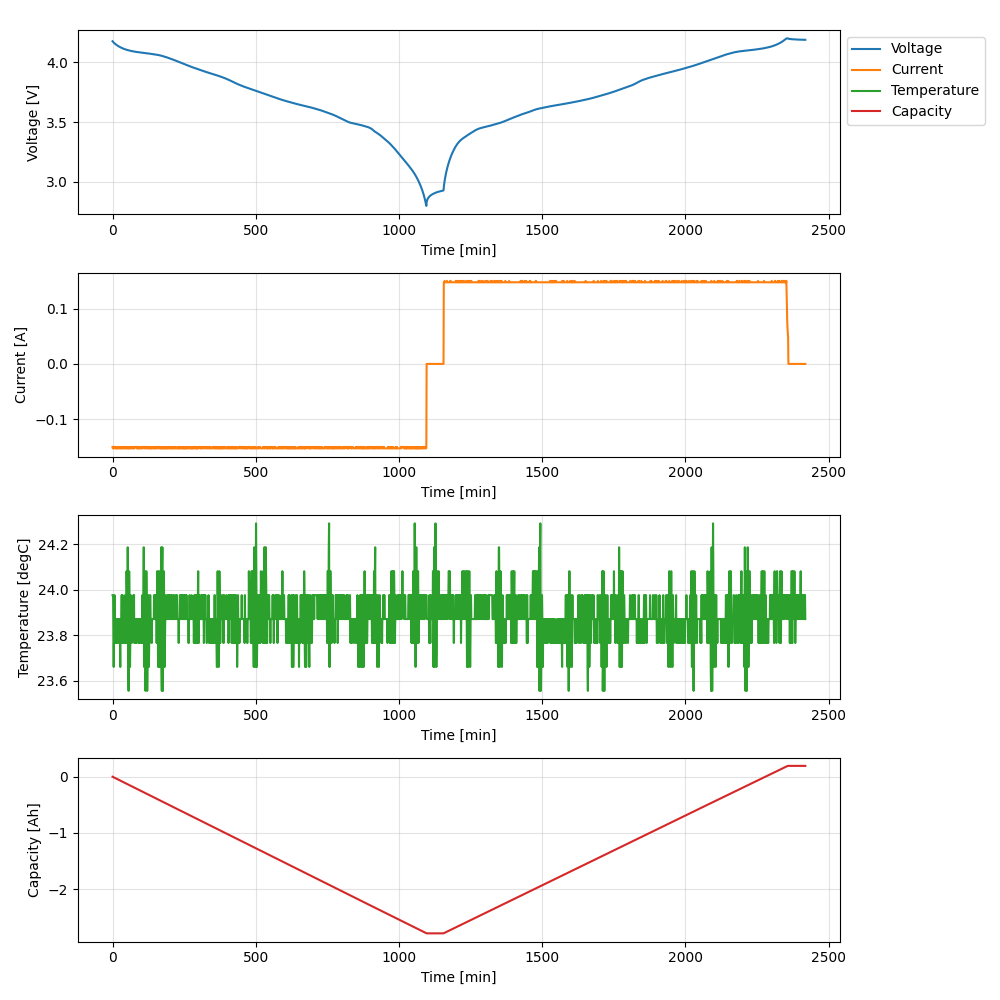 Voltage [V]
4.0
3.5
3.0
0 500 1000 1500 2000 2500
Time [min]
Voltage
Current
Temperature
Capacity
Current [A]
0.1
0.0
−0.1
0 500 1000 1500 2000 2500
Time [min]
Temperature [degC]
24.2
24.0
23.8
23.6
0 500 1000 1500 2000 2500
Time [min]
Capacity [Ah]
0
−1
−2
0 500 1000 1500 2000 2500
Time [min]